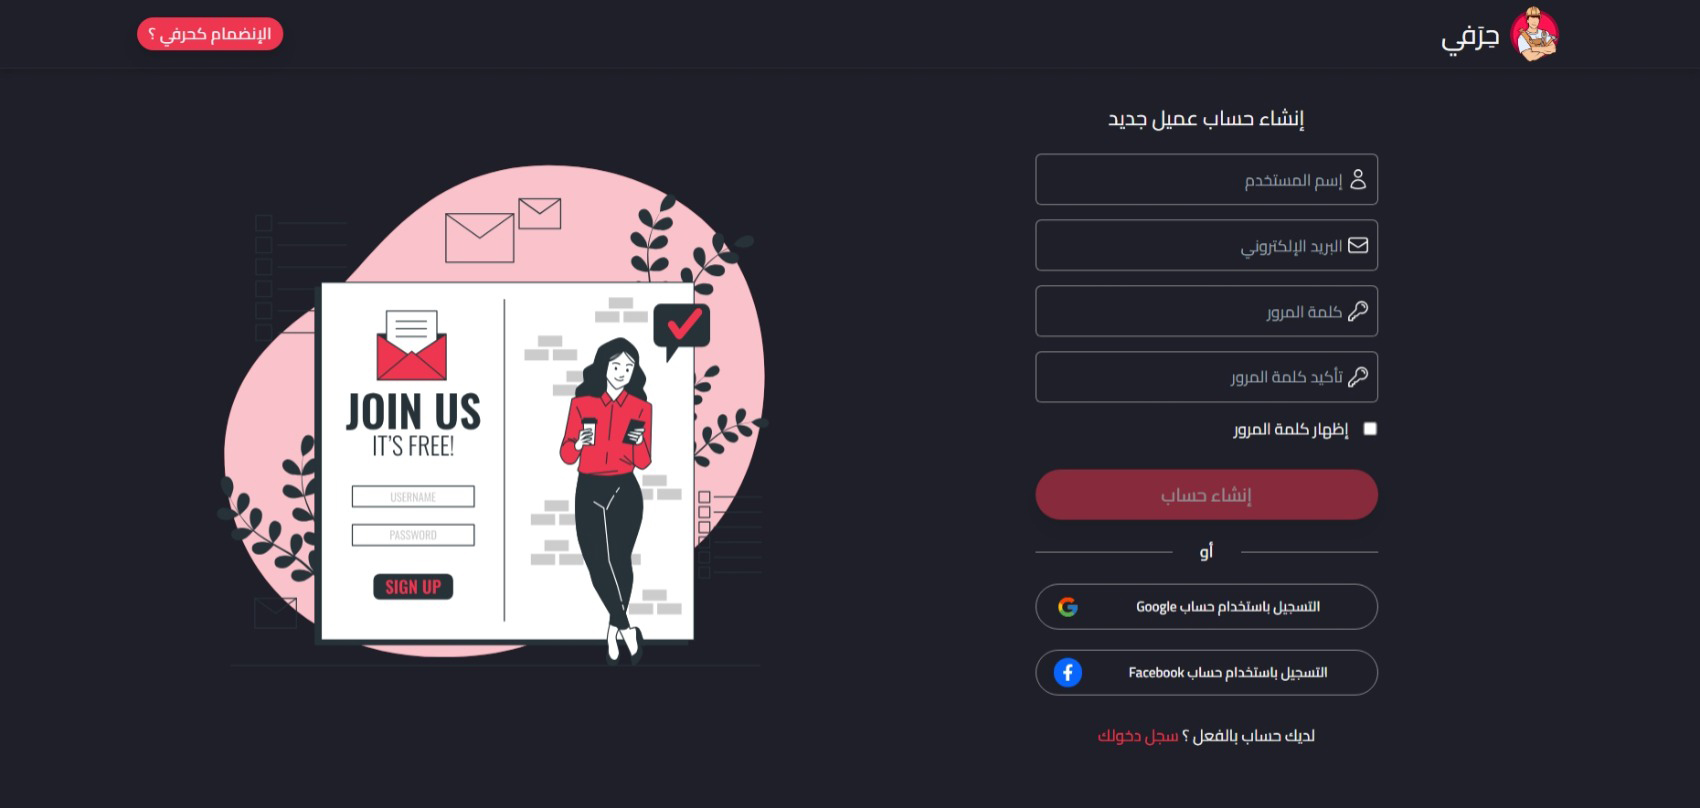 حِرَفي
الإنضمام كحرفي ؟
إنشاء حساب عميل جديد
إسم المستخدم
البريد الإلكتروني
كلمة المرور
تأكيد كلمة المرور
إظهار كلمة المرور
إنشاء حساب
أو
التسجيل باستخدام حساب Google
التسجيل باستخدام حساب Facebook
لديك حساب بالفعل ؟ سجل دخولك
JOIN US
IT'S FREE!
USERNAME
PASSWORD
SIGN UP